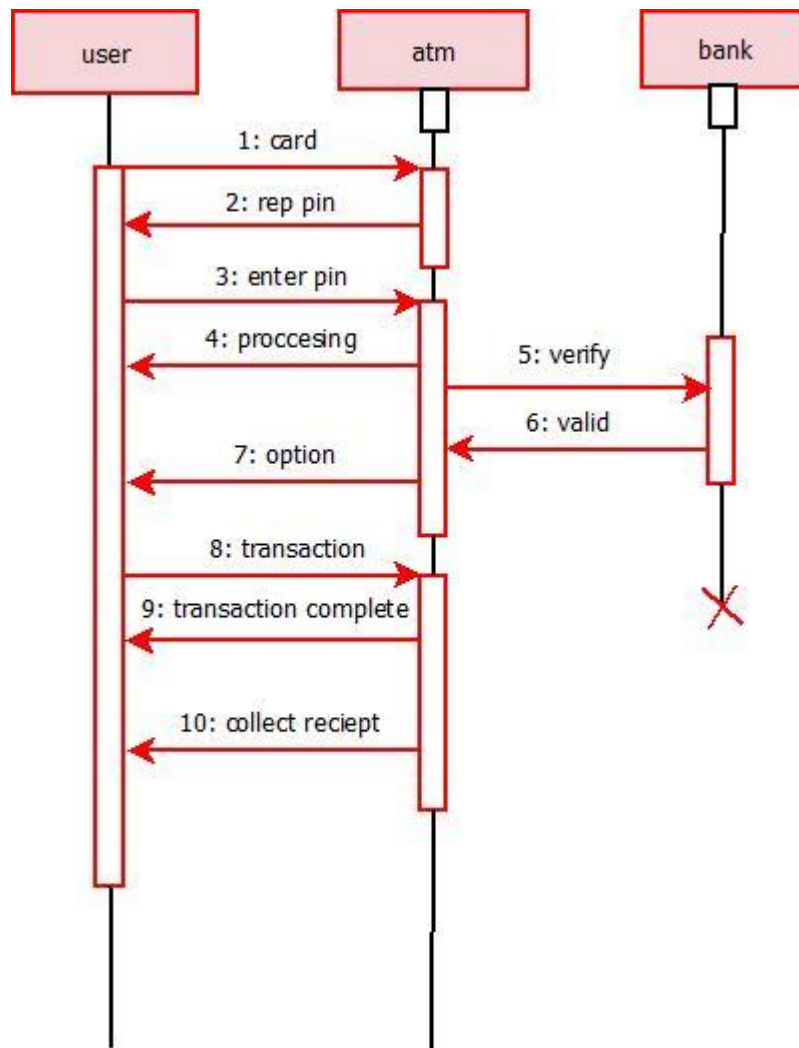 user
atm
bank
1: card
2: rep pin
3: enter pin
4: proccesing
5: verify
6: valid
7: option
8: transaction
9: transaction complete
10: collect reciept